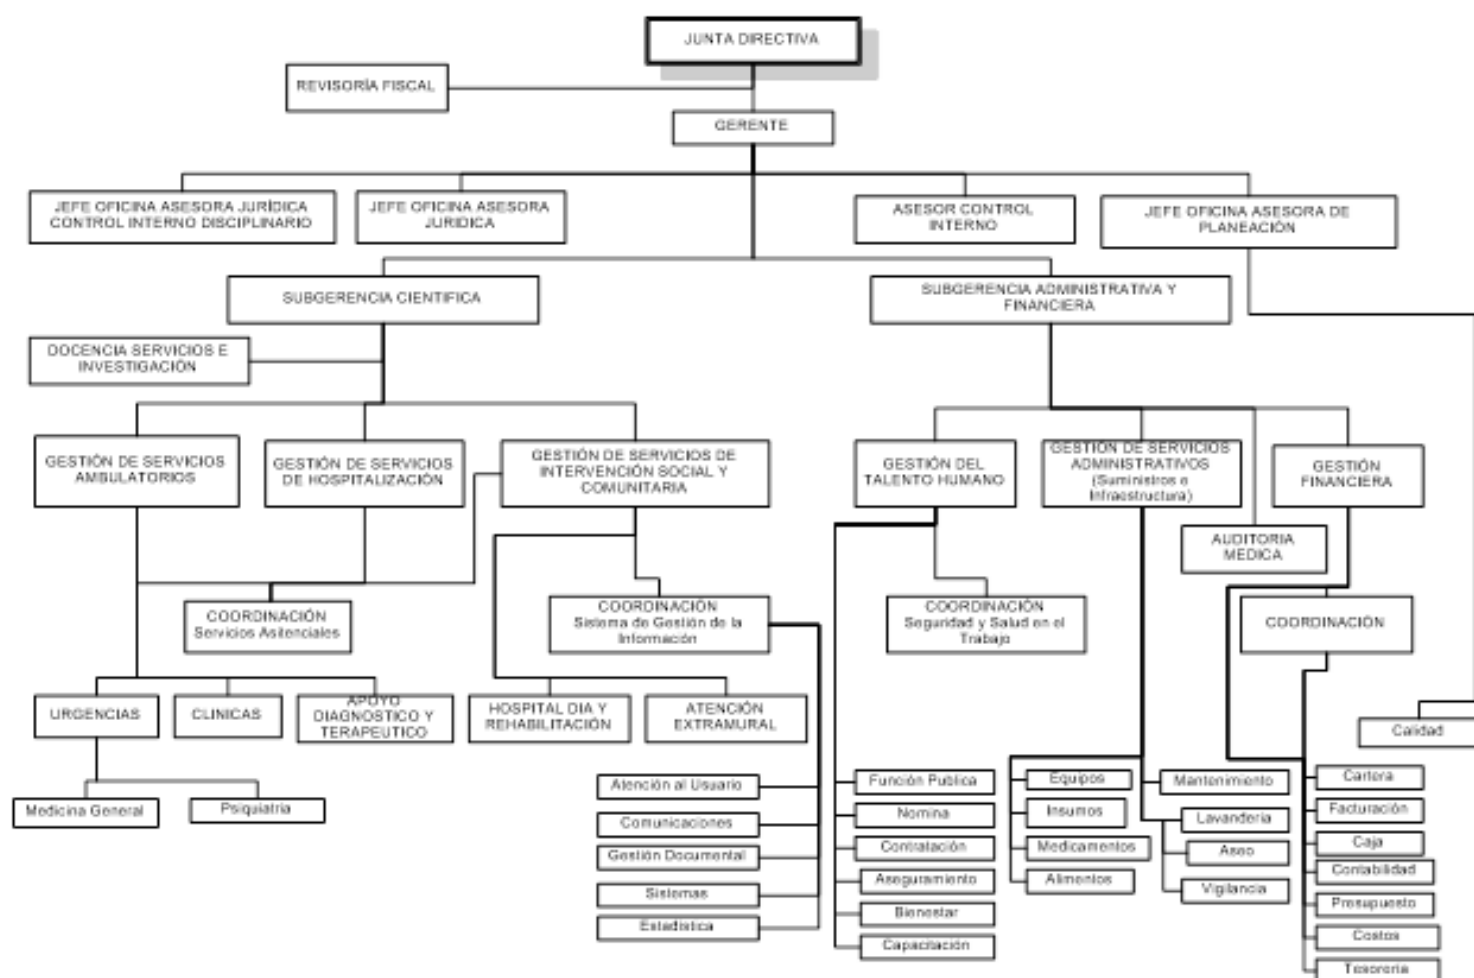 JUNTA DIRECTIVA
REVISORÍA FISCAL
GERENTE
JEFE OFICINA ASESORA JURÍDICA
CONTROL INTERNO DISCIPLINARIO
JEFE OFICINA ASESORA
JURIDICA
ASESOR CONTROL
INTERNO
JEFE OFICINA ASESORA DE
PLANEACIÓN
SUBGERENCIA CIENTIFICA
SUBGERENCIA ADMINISTRATIVA Y
FINANCIERA
DOCENCIA SERVICIOS E
INVESTIGACIÓN
GESTIÓN DE SERVICIOS
AMBULATORIOS
GESTIÓN DE SERVICIOS
DE HOSPITALIZACIÓN
GESTIÓN DE SERVICIOS DE
INTERVENCIÓN SOCIAL Y
COMUNITARIA
GESTIÓN DEL
TALENTO HUMANO
GESTIÓN DE SERVICIOS
ADMINISTRATIVOS
(Suministros e
Infraestructura)
GESTIÓN
FINANCIERA
AUDITORIA
MEDICA
COORDINACIÓN
Servicios Asitenciales
COORDINACIÓN
Sistema de Gestión de la
Información
COORDINACIÓN
Seguridad y Salud en el
Trabajo
COORDINACIÓN
URGENCIAS
CLINICAS
APOYO
DIAGNOSTICO Y
TERAPEUTICO
HOSPITAL DIA Y
REHABILITACIÓN
ATENCIÓN
EXTRAMURAL
Calidad
Medicina General
Psiquiatria
Atención al Usuario
Comunicaciones
Gestión Documental
Sistemas
Estadística
Función Publica
Nomina
Contratación
Aseguramiento
Bienestar
Capacitación
Equipos
Insumos
Medicamentos
Alimentos
Mantenimiento
Lavanderia
Aseo
Vigilancia
Cartera
Facturación
Caja
Contabilidad
Presupuesto
Costos
Tesoreria